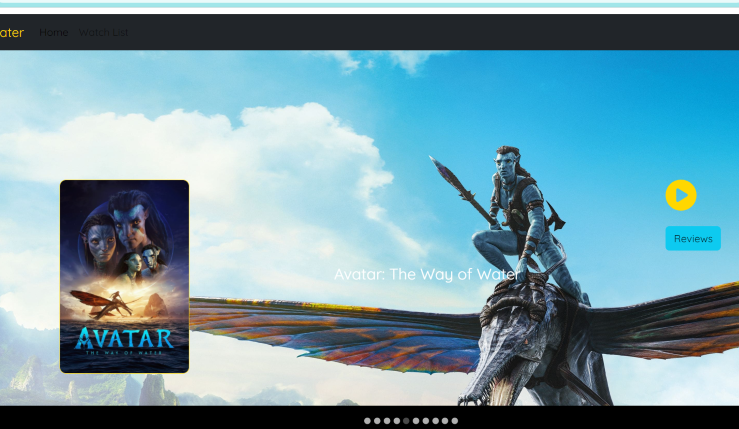 ater
Home Watch List
Reviews
Avatar: The Way of Water
AVATAR
THE WAY OF WATER